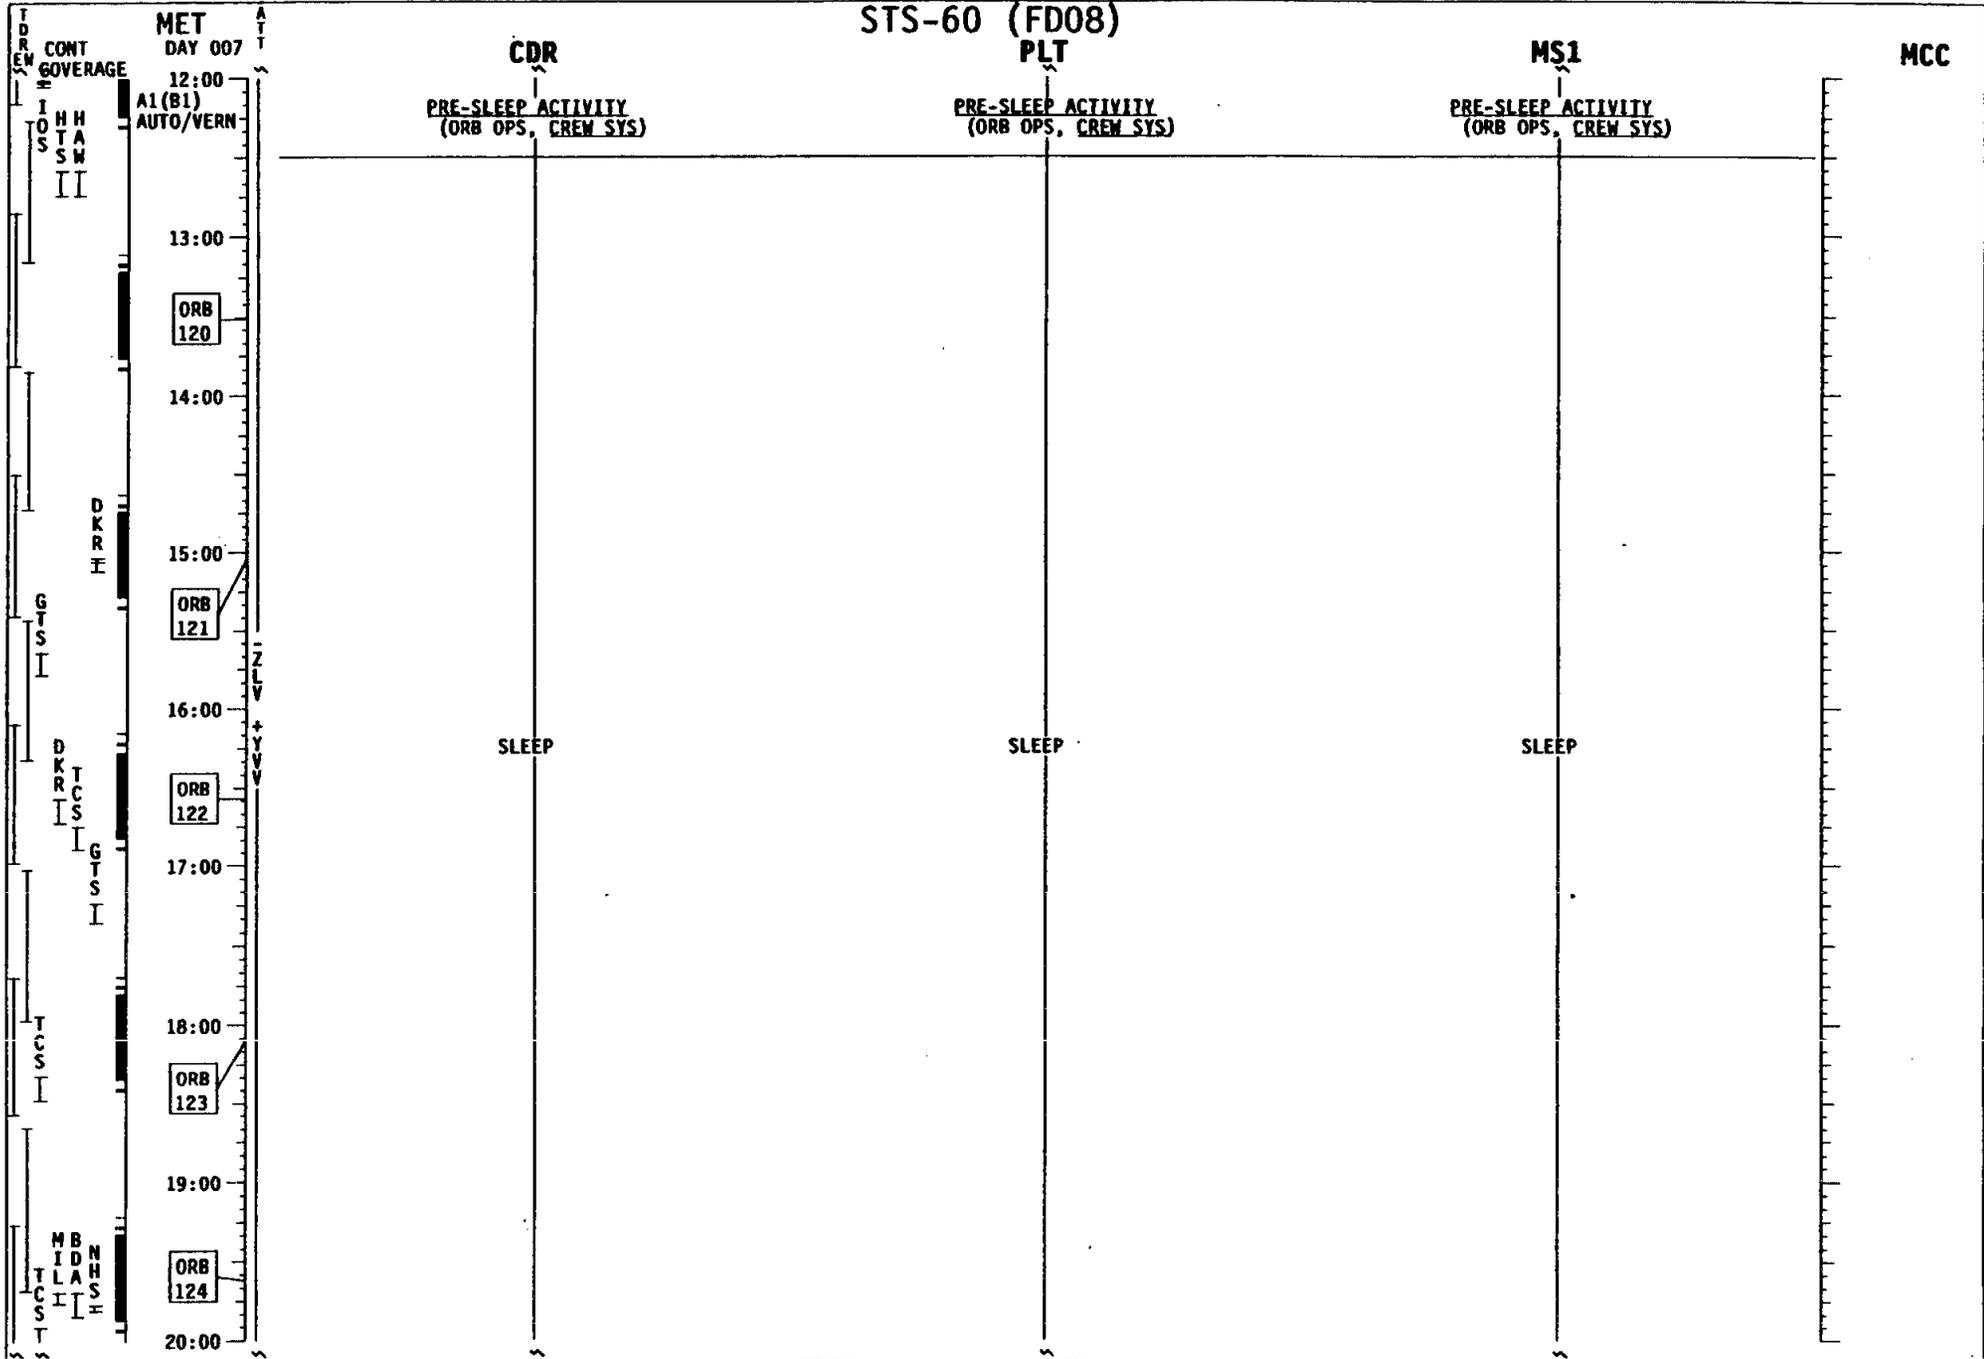 STS-60 (FD08)
TDRE W
CONT
COVERAGE
MET
DAY 007
ATT
CDR
PLT
MS1
MCC
12:00
A1(B1)
AUTO/VERN
IOS
HTS
HAW
PRE-SLEEP ACTIVITY
(ORB OPS, CREW SYS)
PRE-SLEEP ACTIVITY
(ORB OPS, CREW SYS)
PRE-SLEEP ACTIVITY
(ORB OPS, CREW SYS)
13:00
ORB
120
14:00
DKR
15:00
GTS
ORB
121
-ZLV +YVV
16:00
SLEEP
SLEEP
SLEEP
DKR
TCS
ORB
122
GTS
17:00
18:00
TCS
ORB
123
19:00
MIL
BDA
NHS
TCS
ORB
124
20:00